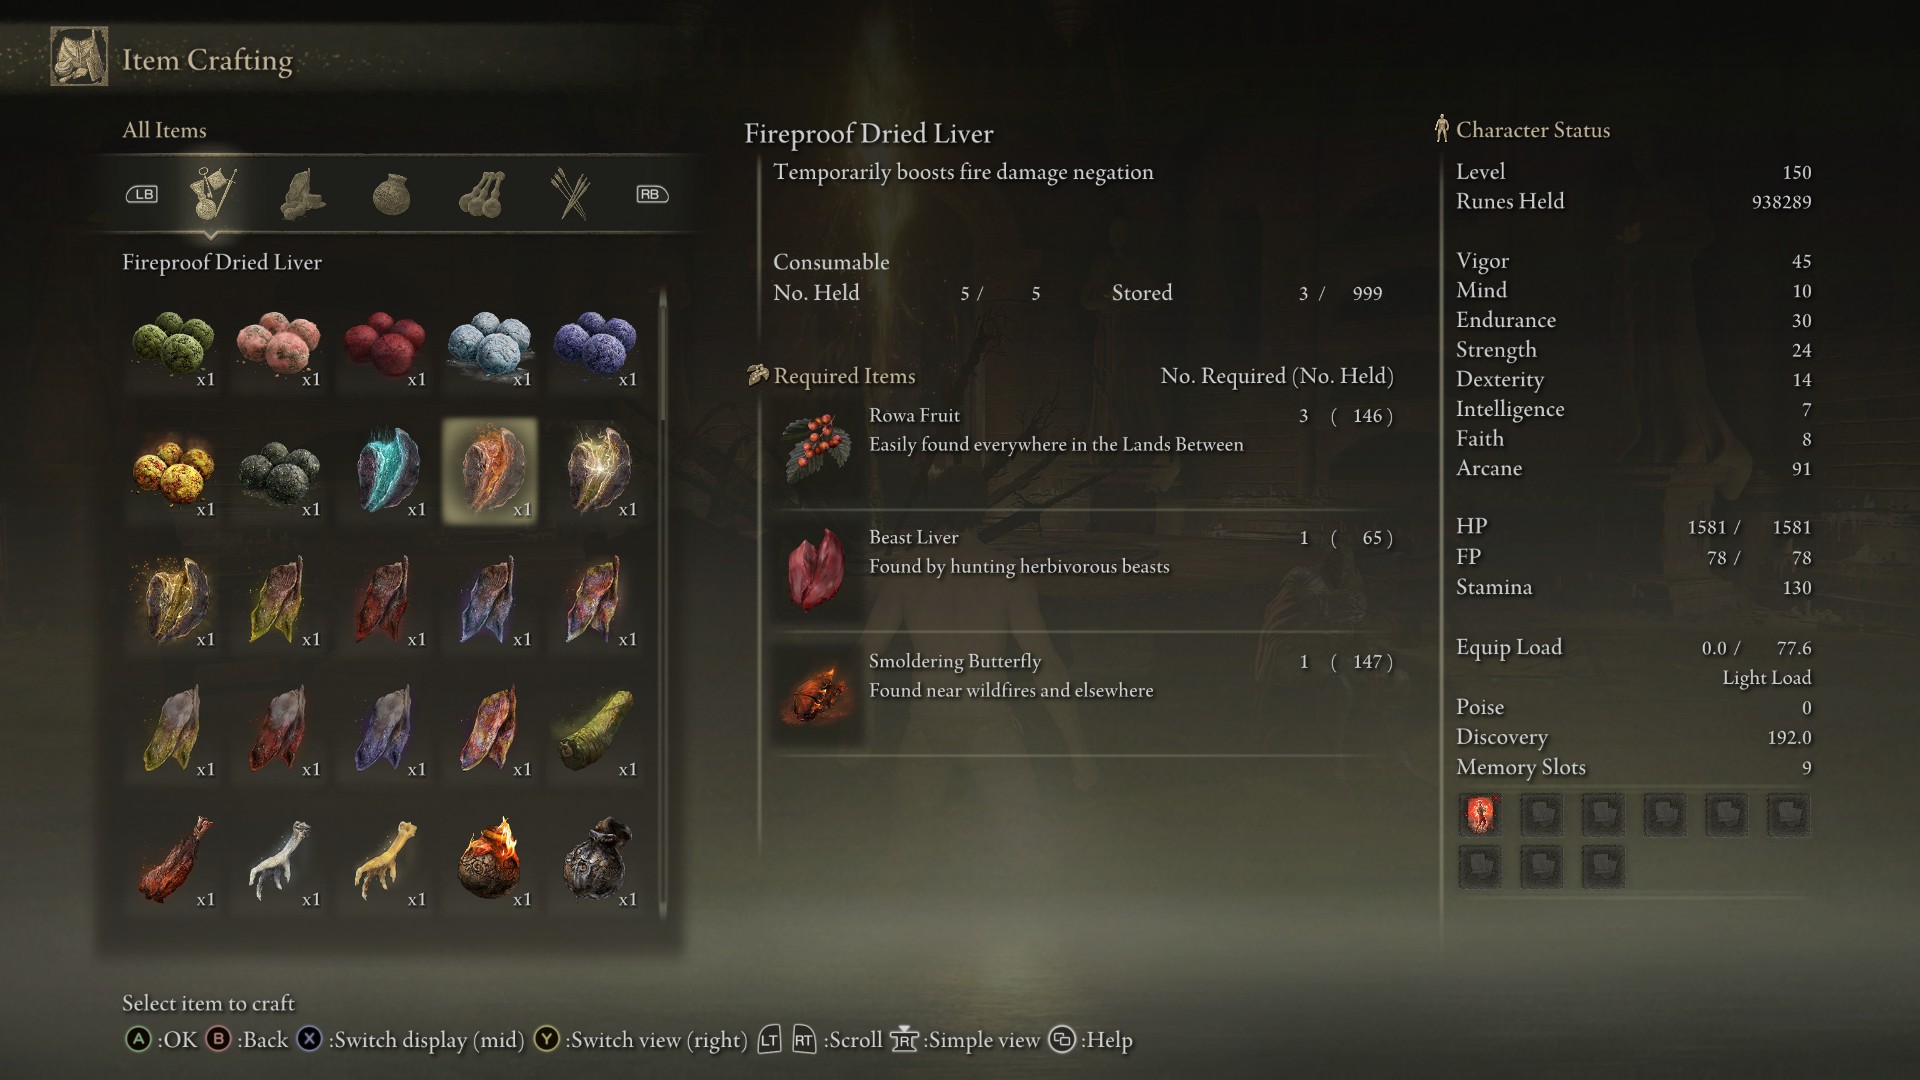 Item Crafting
All Items
LB
RB
Fireproof Dried Liver
x1 x1 x1 x1 x1
x1 x1 x1 x1 x1
x1 x1 x1 x1 x1
x1 x1 x1 x1 x1
x1 x1 x1 x1 x1
Fireproof Dried Liver
Temporarily boosts fire damage negation
Consumable
No. Held 5 / 5 Stored 3 / 999
Required Items No. Required (No. Held)
Rowa Fruit 3 ( 146 )
Easily found everywhere in the Lands Between
Beast Liver 1 ( 65 )
Found by hunting herbivorous beasts
Smoldering Butterfly 1 ( 147 )
Found near wildfires and elsewhere
Character Status
Level 150
Runes Held 938289
Vigor 45
Mind 10
Endurance 30
Strength 24
Dexterity 14
Intelligence 7
Faith 8
Arcane 91
HP 1581 / 1581
FP 78 / 78
Stamina 130
Equip Load 0.0 / 77.6
Light Load
Poise 0
Discovery 192.0
Memory Slots 9
Select item to craft
A :OK B :Back X :Switch display (mid) Y :Switch view (right) LT RT :Scroll R :Simple view :Help